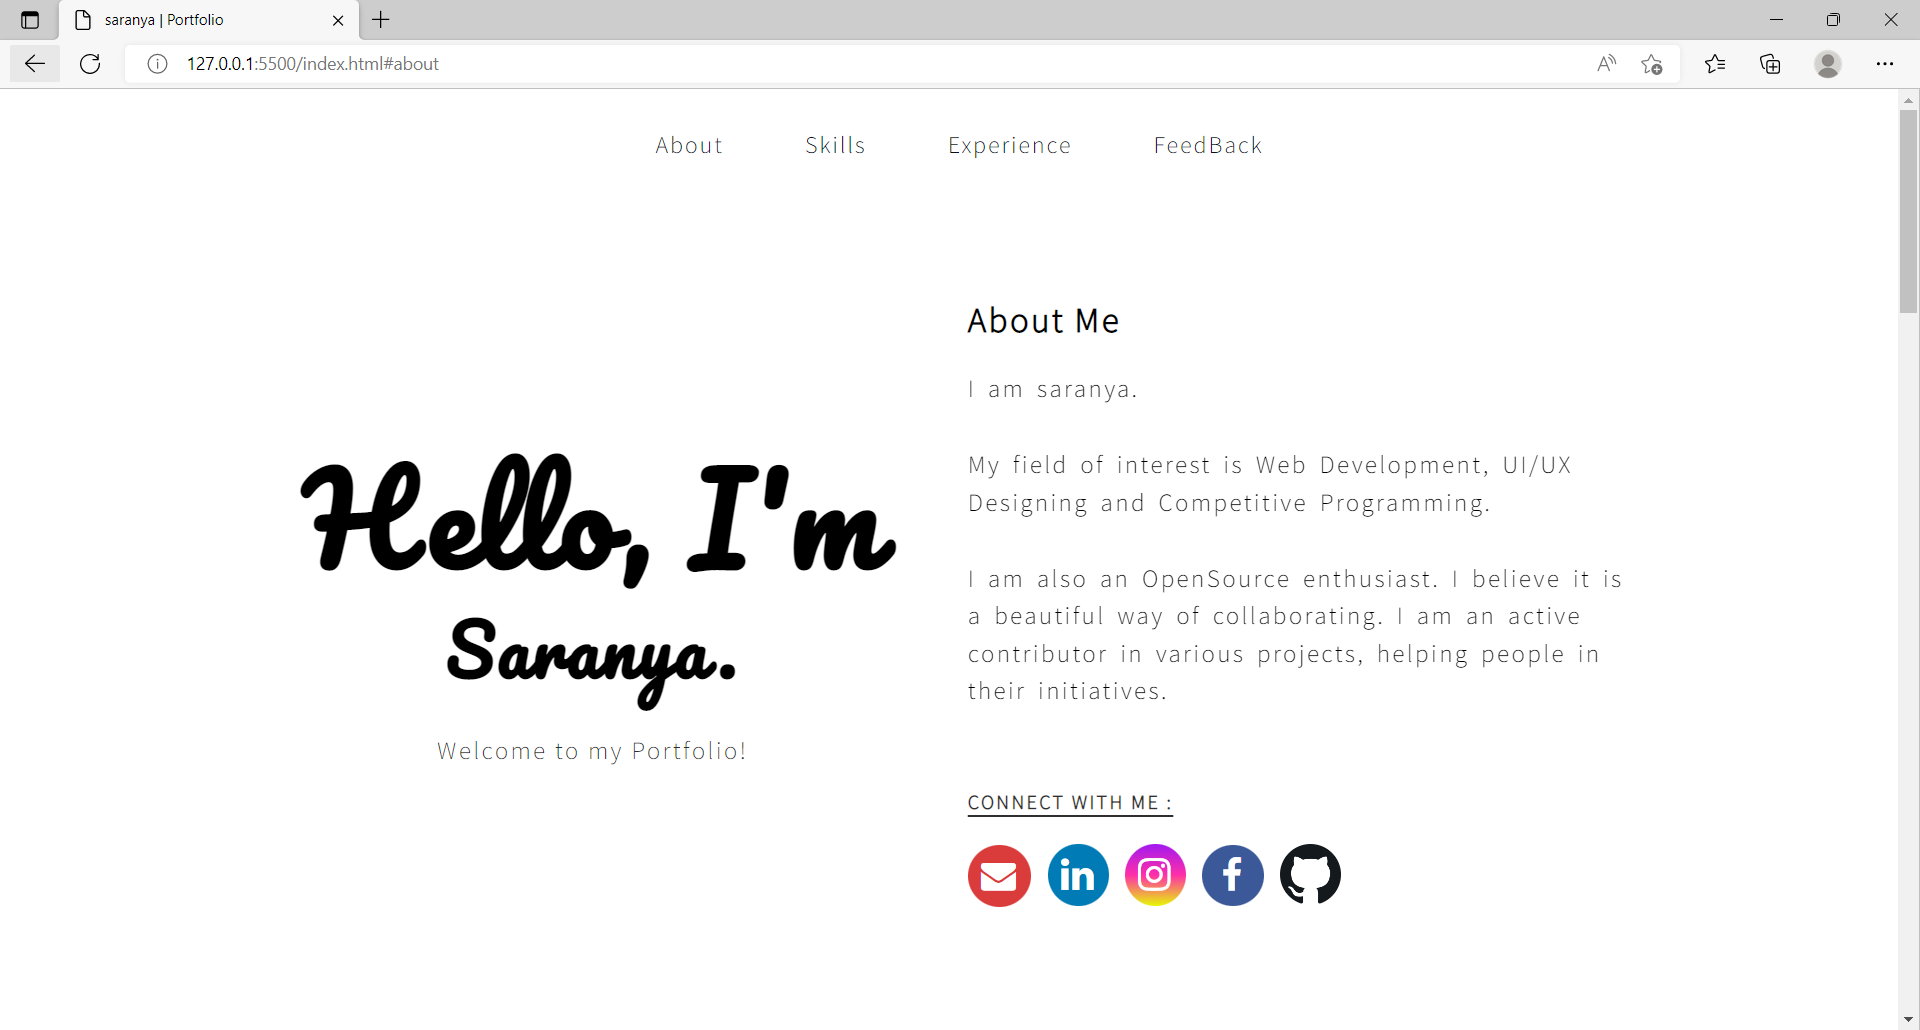 saranya | Portfolio
127.0.0.1:5500/index.html#about
About Skills Experience FeedBack
About Me
I am saranya.
My field of interest is Web Development, UI/UX
Designing and Competitive Programming.
I am also an OpenSource enthusiast. I believe it is
a beautiful way of collaborating. I am an active
contributor in various projects, helping people in
their initiatives.
Hello, I'm
Saranya.
Welcome to my Portfolio!
CONNECT WITH ME :